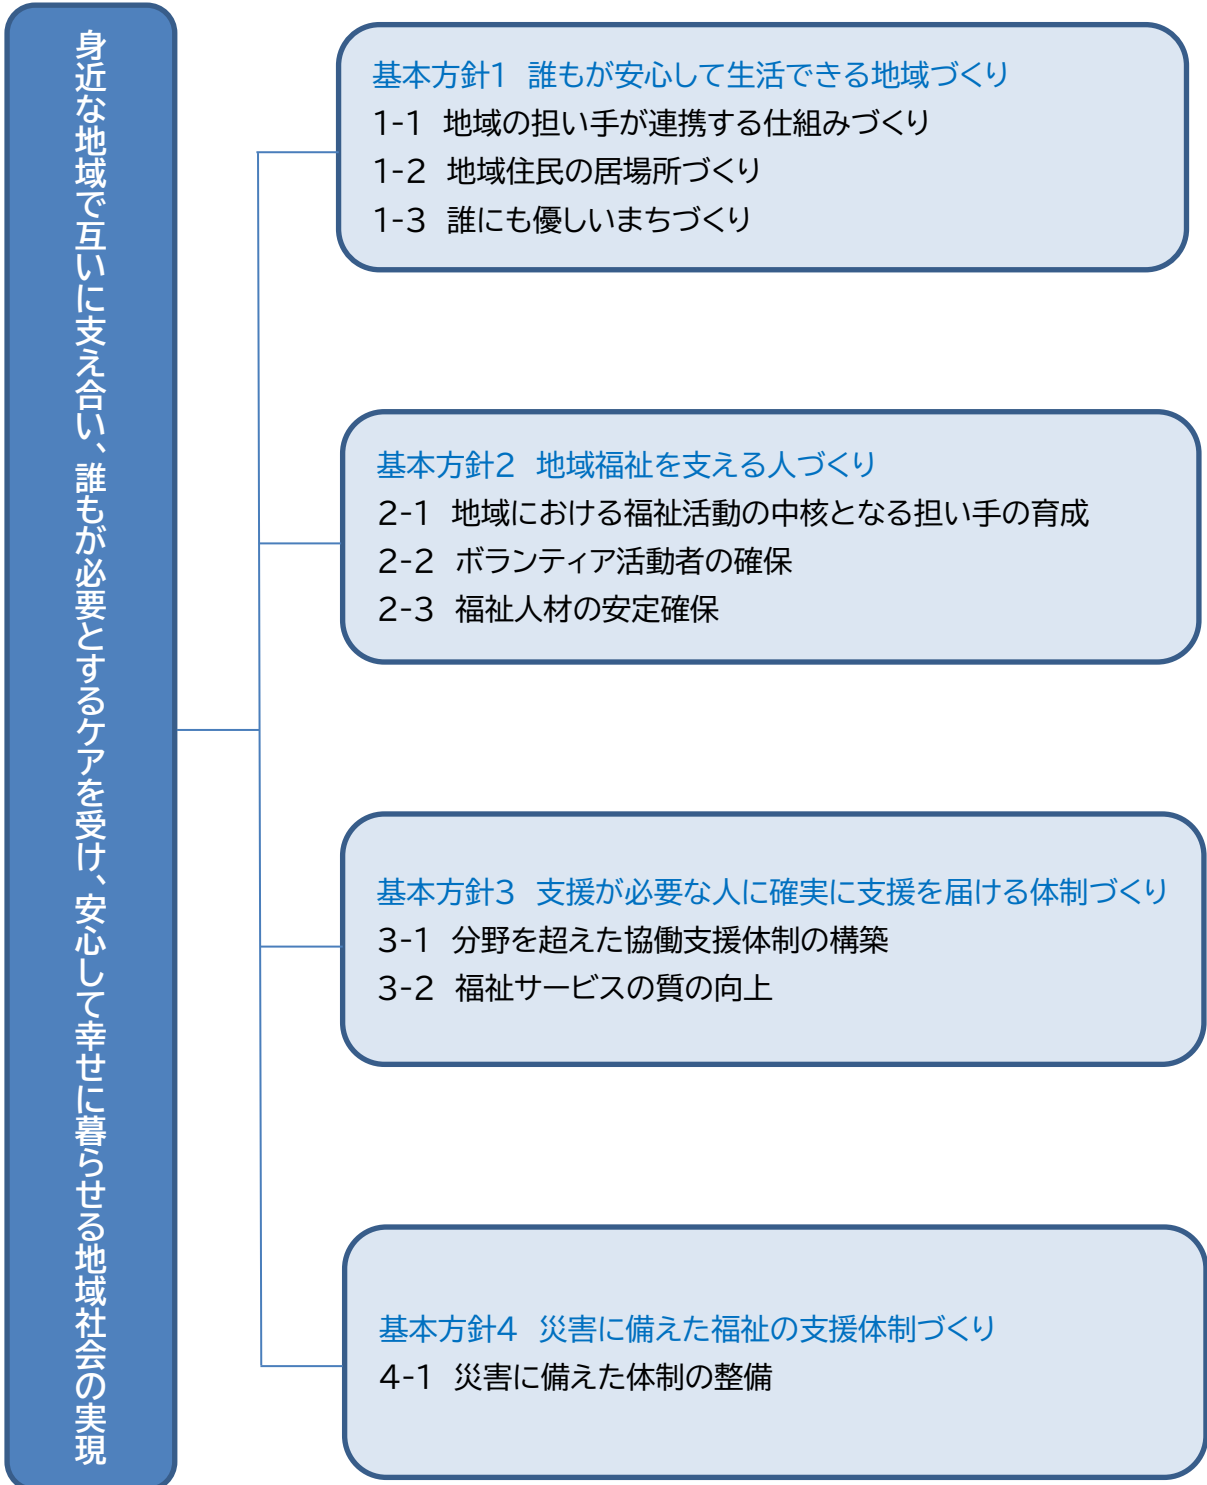 身近な地域で互いに支え合い、誰もが必要とするケアを受け、安心して幸せに暮らせる地域社会の実現
基本方針1 誰もが安心して生活できる地域づくり
1-1 地域の担い手が連携する仕組みづくり
1-2 地域住民の居場所づくり
1-3 誰にも優しいまちづくり
基本方針2 地域福祉を支える人づくり
2-1 地域における福祉活動の中核となる担い手の育成
2-2 ボランティア活動者の確保
2-3 福祉人材の安定確保
基本方針3 支援が必要な人に確実に支援を届ける体制づくり
3-1 分野を超えた協働支援体制の構築
3-2 福祉サービスの質の向上
基本方針4 災害に備えた福祉の支援体制づくり
4-1 災害に備えた体制の整備